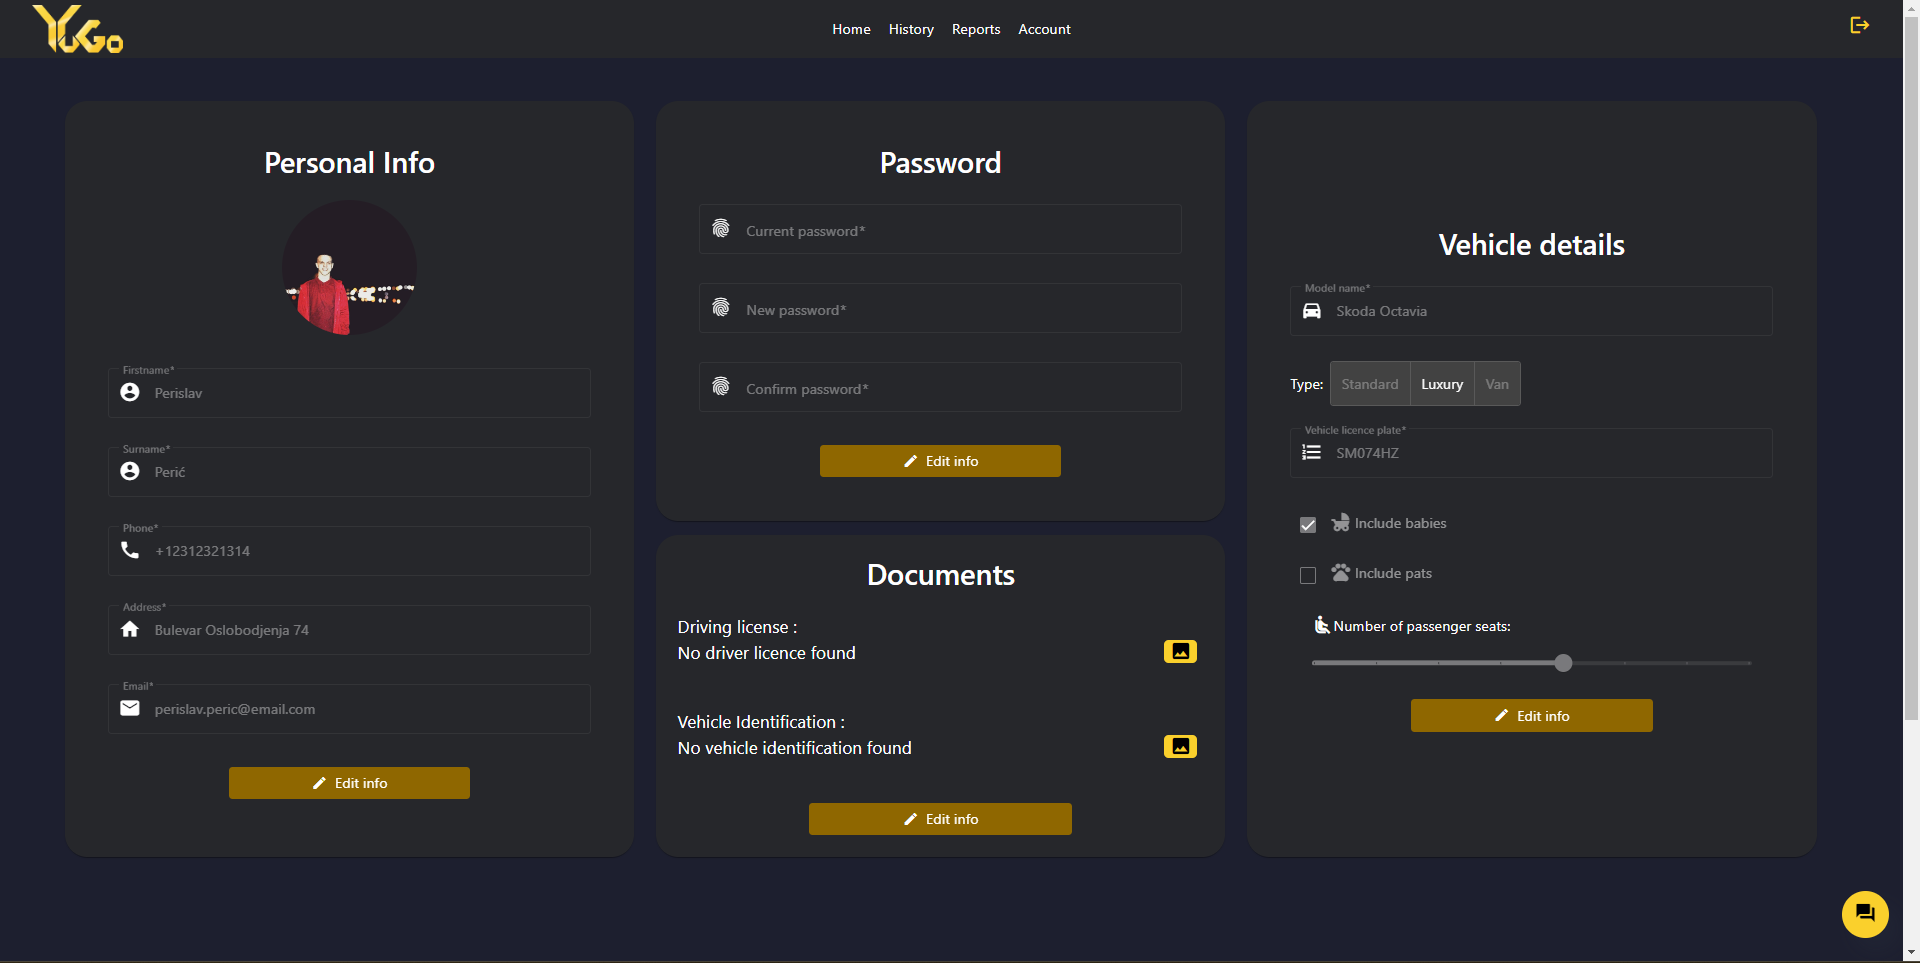 YuGo
Home History Reports Account
Personal Info
Firstname*
Perislav
Surname*
Perić
Phone*
+12312321314
Address*
Bulevar Oslobodjenja 74
Email*
perislav.peric@email.com
Edit info
Password
Current password*
New password*
Confirm password*
Edit info
Documents
Driving license :
No driver licence found
Vehicle Identification :
No vehicle identification found
Edit info
Vehicle details
Model name*
Skoda Octavia
Type: Standard Luxury Van
Vehicle licence plate*
SM074HZ
Include babies
Include pats
Number of passenger seats:
Edit info